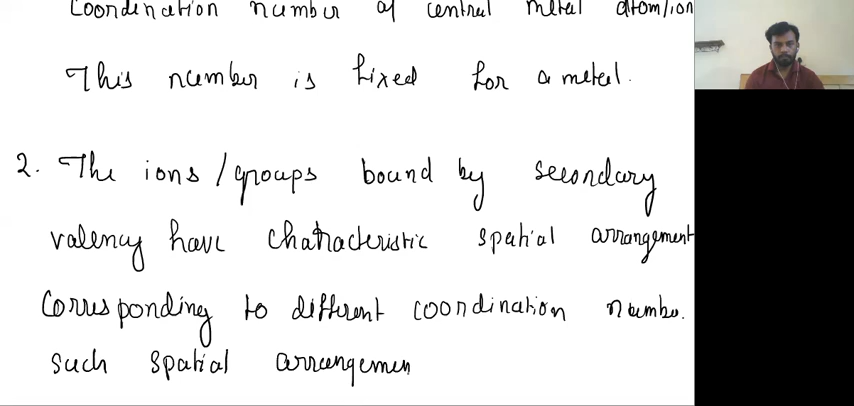 Coordination number of central metal atom/ion
This number is fixed for a metal.
2. The ions/groups bound by secondary
valency have characteristic spatial arrangement
Corresponding to different coordination number.
such spatial arrangemen